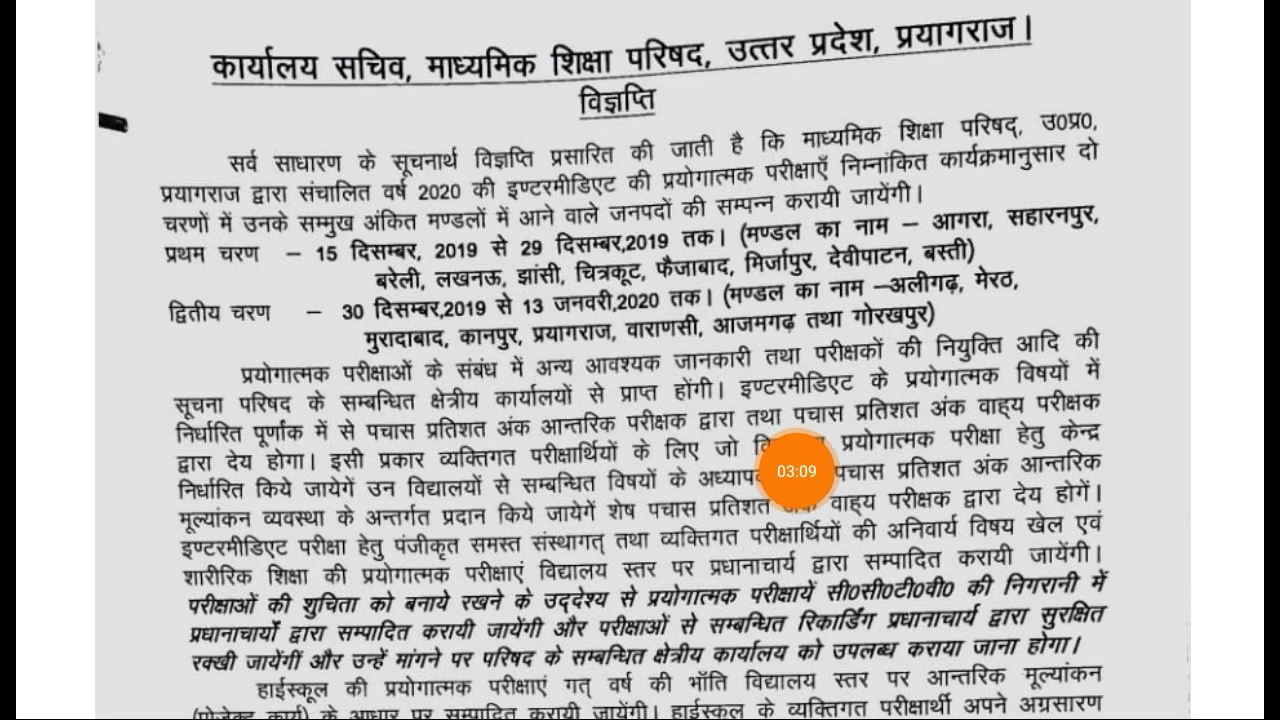 कार्यालय सचिव, माध्यमिक शिक्षा परिषद, उत्तर प्रदेश, प्रयागराज।
विज्ञप्ति
सर्व साधारण के सूचनार्थ विज्ञप्ति प्रसारित की जाती है कि माध्यमिक शिक्षा परिषद्, उ0प्र0,
प्रयागराज द्वारा संचालित वर्ष 2020 की इण्टरमीडिएट की प्रयोगात्मक परीक्षाएँ निम्नांकित कार्यक्रमानुसार दो
चरणों में उनके सम्मुख अंकित मण्डलों में आने वाले जनपदों की सम्पन्न करायी जायेंगी।
प्रथम चरण – 15 दिसम्बर, 2019 से 29 दिसम्बर,2019 तक। (मण्डल का नाम – आगरा, सहारनपुर,
बरेली, लखनऊ, झांसी, चित्रकूट, फैजाबाद, मिर्जापुर, देवीपाटन, बस्ती)
द्वितीय चरण – 30 दिसम्बर,2019 से 13 जनवरी,2020 तक। (मण्डल का नाम –अलीगढ़, मेरठ,
मुरादाबाद, कानपुर, प्रयागराज, वाराणसी, आजमगढ़ तथा गोरखपुर)
प्रयोगात्मक परीक्षाओं के संबंध में अन्य आवश्यक जानकारी तथा परीक्षकों की नियुक्ति आदि की
सूचना परिषद के सम्बन्धित क्षेत्रीय कार्यालयों से प्राप्त होंगी। इण्टरमीडिएट के प्रयोगात्मक विषयों में
निर्धारित पूर्णांक में से पचास प्रतिशत अंक आन्तरिक परीक्षक द्वारा तथा पचास प्रतिशत अंक वाह्य परीक्षक
द्वारा देय होगा। इसी प्रकार व्यक्तिगत परीक्षार्थियों के लिए जो प्रयोगात्मक परीक्षा हेतु केन्द्र
निर्धारित किये जायेगें उन विद्यालयों से सम्बन्धित विषयों के पचास प्रतिशत अंक आन्तरिक
मूल्यांकन व्यवस्था के अन्तर्गत प्रदान किये जायेगें शेष पचास प्रतिशत अंक वाह्य परीक्षक द्वारा देय होगें।
इण्टरमीडिएट परीक्षा हेतु पंजीकृत समस्त संस्थागत् तथा व्यक्तिगत परीक्षार्थियों की अनिवार्य विषय खेल एवं
शारीरिक शिक्षा की प्रयोगात्मक परीक्षाएं विद्यालय स्तर पर प्रधानाचार्य द्वारा सम्पादित करायी जायेंगी।
परीक्षाओं की शुचिता को बनाये रखने के उद्देश्य से प्रयोगात्मक परीक्षायें सी0सी0टी0वी0 की निगरानी में
प्रधानाचार्यों द्वारा सम्पादित करायी जायेंगी और परीक्षाओं से सम्बन्धित रिकार्डिंग प्रधानाचार्य द्वारा सुरक्षित
रक्खी जायेंगीं और उन्हें मांगने पर परिषद के सम्बन्धित क्षेत्रीय कार्यालय को उपलब्ध कराया जाना होगा।
हाईस्कूल की प्रयोगात्मक परीक्षाएं गत् वर्ष की भाँति विद्यालय स्तर पर आन्तरिक मूल्यांकन
(प्रोजेक्ट कार्य) के आधार पर सम्पादित करायी जायेंगी। हाईस्कूल के व्यक्तिगत परीक्षार्थी अपने अग्रसारण
03:09